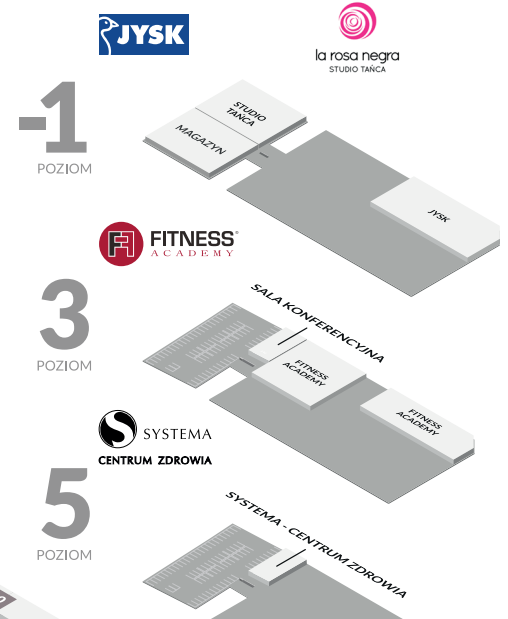 JYSK
la rosa negra
STUDIO TAŃCA
-1
POZIOM
STUDIO
TAŃCA
MAGAZYN
JYSK
FITNESS
ACADEMY
3
POZIOM
SALA KONFERENCYJNA
FITNESS
ACADEMY
FITNESS
ACADEMY
SYSTEMA
CENTRUM ZDROWIA
5
POZIOM
SYSTEMA - CENTRUM ZDROWIA